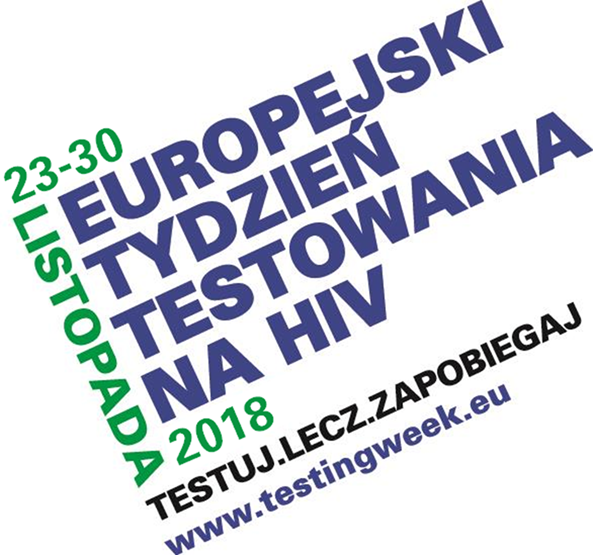 23-30
LISTOPADA
2018
EUROPEJSKI
TYDZIEŃ
TESTOWANIA
NA HIV
TESTUJ.LECZ.ZAPOBIEGAJ
www.testingweek.eu